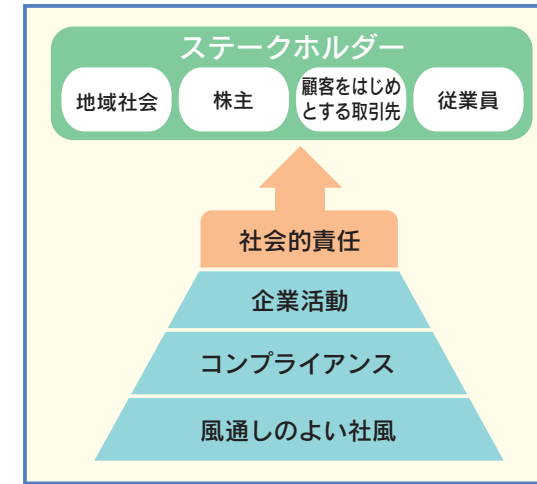 ステークホルダー
地域社会
株主
顧客をはじめ
とする取引先
従業員
社会的責任
企業活動
コンプライアンス
風通しのよい社風